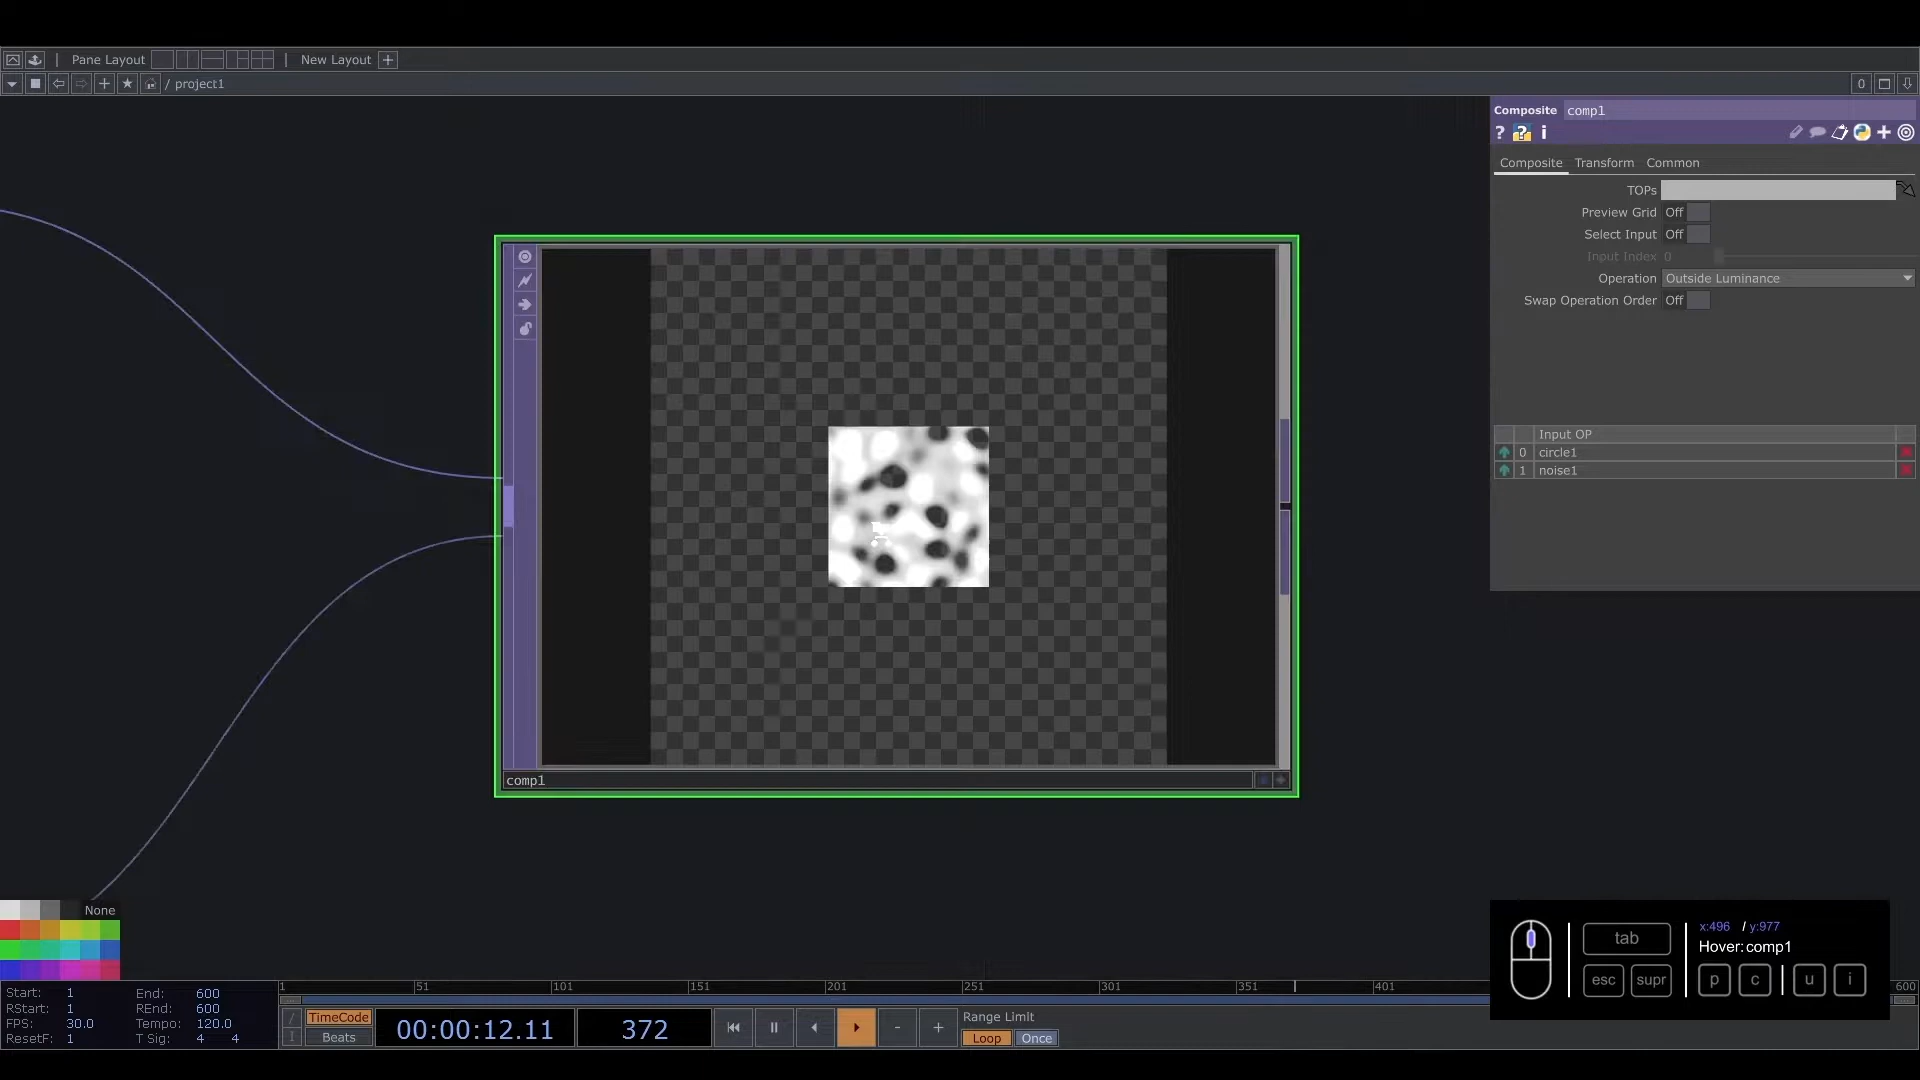 Pane Layout New Layout +
/ project1 0
Composite comp1
? ? i
Composite Transform Common
TOPs
Preview Grid Off
Select Input Off
Input Index 0
Operation Outside Luminance
Swap Operation Order Off
Input OP
0 circle1
1 noise1
comp1
None
tab
esc supr
x:496 / y:977
Hover: comp1
p c u i
Start: 1 End: 600
RStart: 1 REnd: 600
FPS: 30.0 Tempo: 120.0
ResetF: 1 T Sig: 4 4
1 51 101 151 201 251 301 351 401 600
TimeCode
Beats
00:00:12.11 372
- +
Range Limit
Loop Once